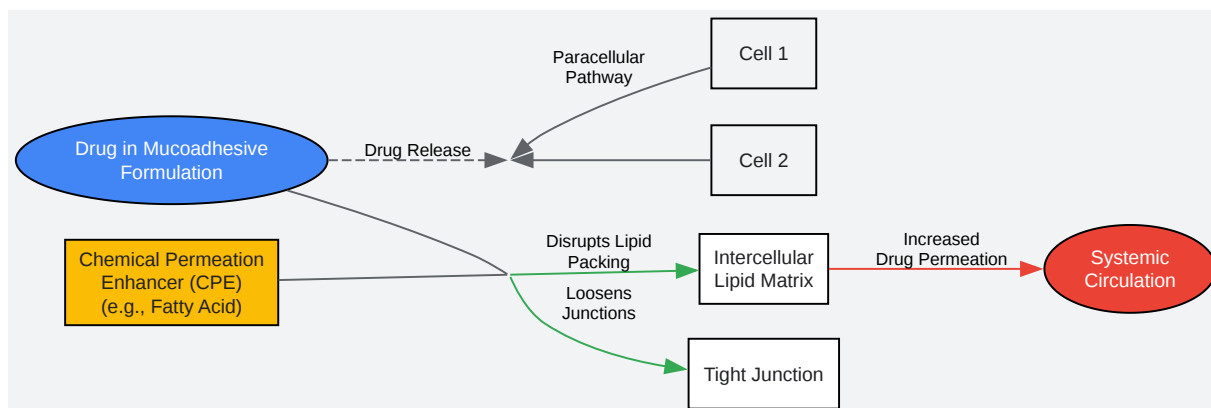 Cell 1
Paracellular
Pathway
Drug in Mucoadhesive
Formulation
Drug Release
Cell 2
Chemical Permeation
Enhancer (CPE)
(e.g., Fatty Acid)
Disrupts Lipid
Packing
Loosens
Junctions
Intercellular
Lipid Matrix
Increased
Drug Permeation
Systemic
Circulation
Tight Junction